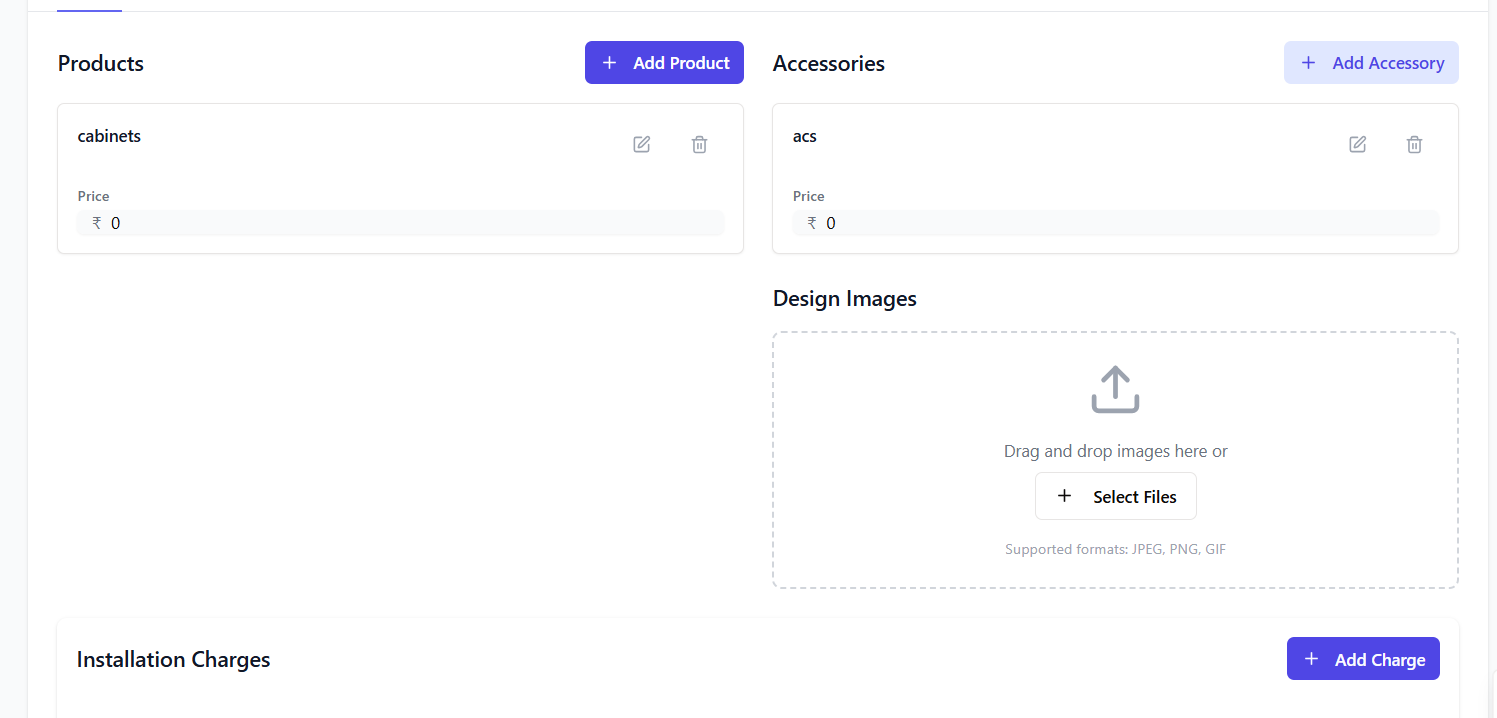 Products
+ Add Product
cabinets
Price
₹ 0
Accessories
+ Add Accessory
acs
Price
₹ 0
Design Images
Drag and drop images here or
+ Select Files
Supported formats: JPEG, PNG, GIF
Installation Charges
+ Add Charge